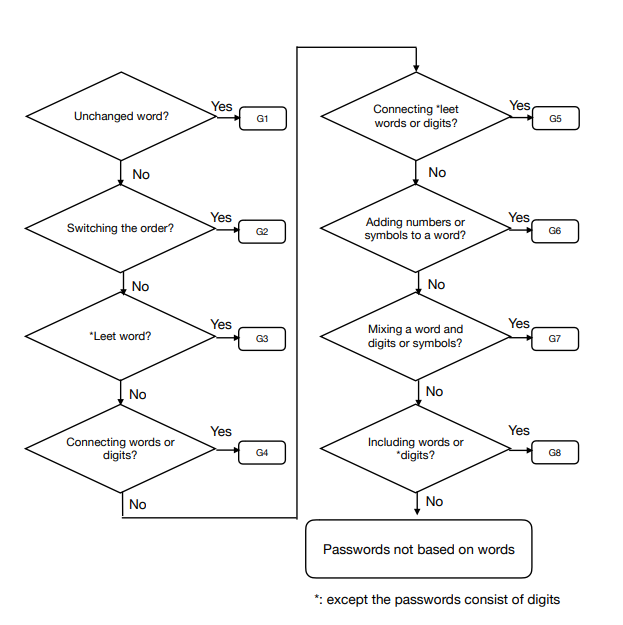 Unchanged word?
Yes
G1
No
Switching the order?
Yes
G2
No
*Leet word?
Yes
G3
No
Connecting words or
digits?
Yes
G4
No
Connecting *leet
words or digits?
Yes
G5
No
Adding numbers or
symbols to a word?
Yes
G6
No
Mixing a word and
digits or symbols?
Yes
G7
No
Including words or
*digits?
Yes
G8
No
Passwords not based on words
*: except the passwords consist of digits